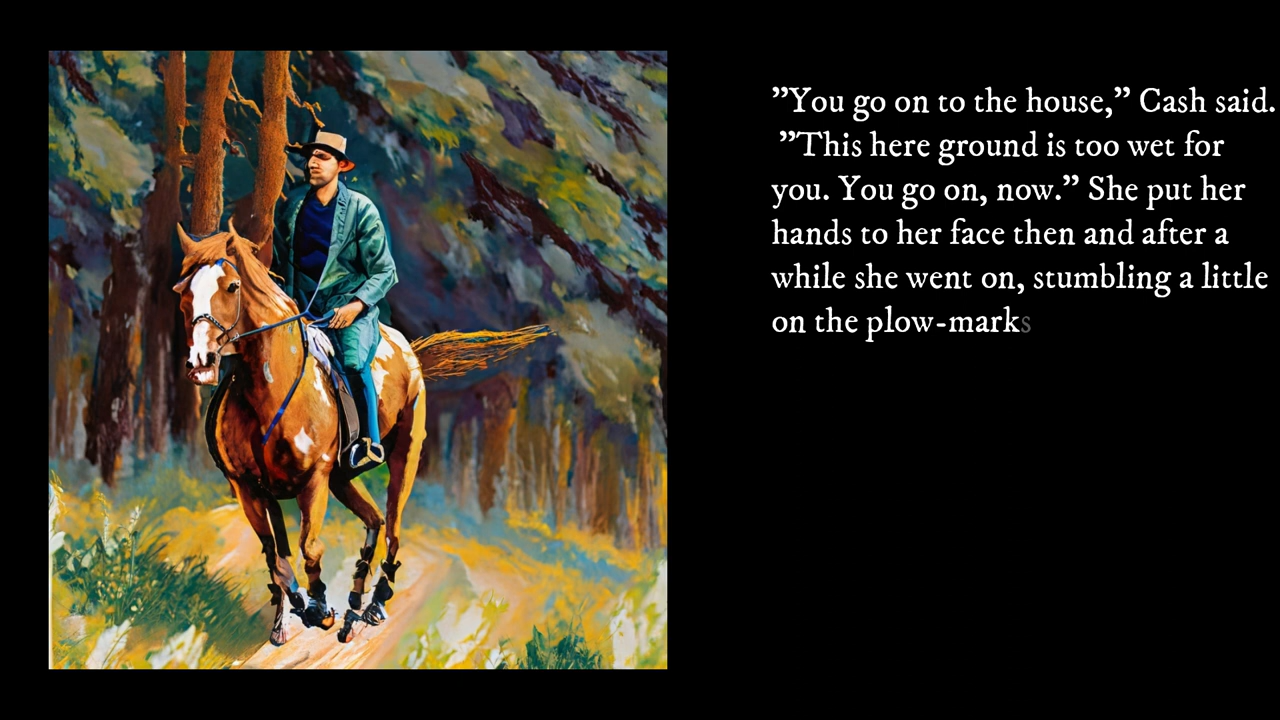 ”You go on to the house,” Cash said.
”This here ground is too wet for
you. You go on, now.” She put her
hands to her face then and after a
while she went on, stumbling a little
on the plow-marks